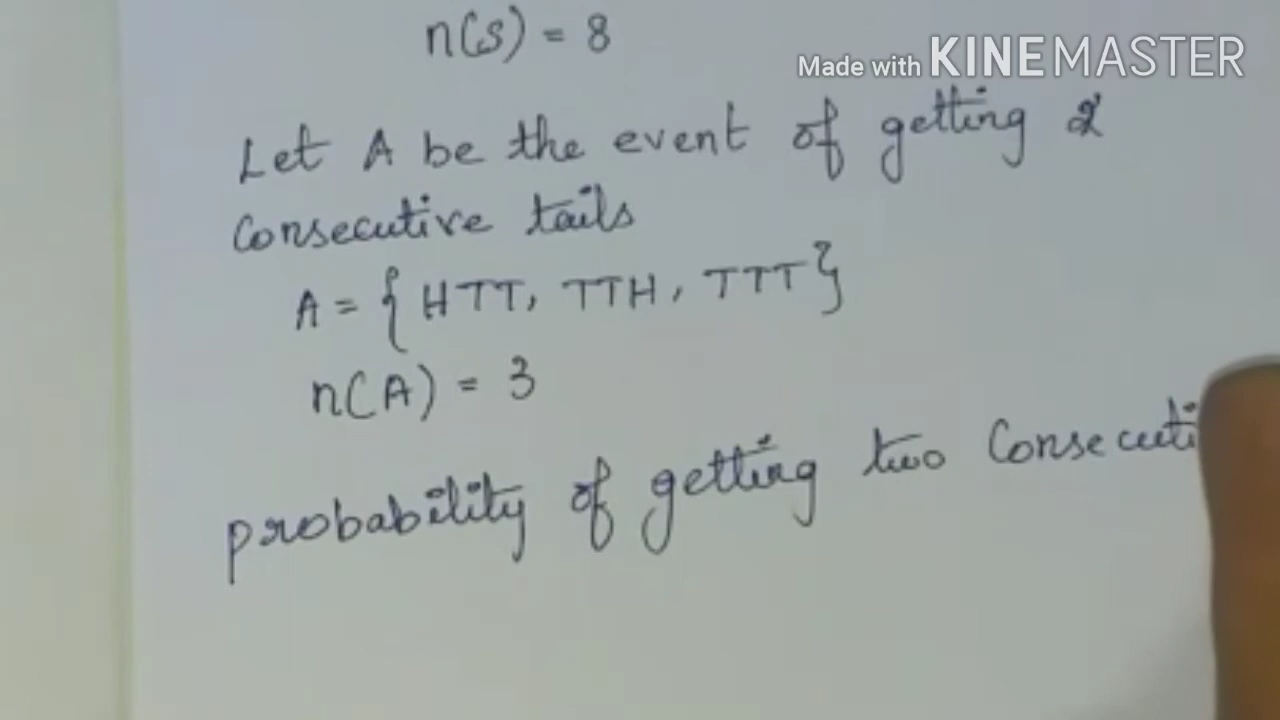 n(s) = 8
Made with KINEMASTER
Let A be the event of getting 2
consecutive tails
A = { HTT, TTH, TTT}
n(A) = 3
probability of getting two Consecuti